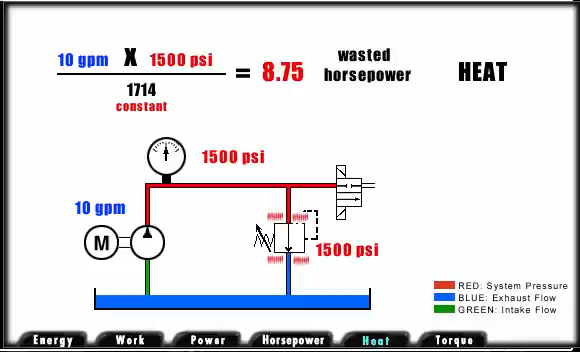 10 gpm X 1500 psi
1714
constant
= 8.75
wasted
horsepower
HEAT
1500 psi
10 gpm
M
1500 psi
RED: System Pressure
BLUE: Exhaust Flow
GREEN: Intake Flow
Energy Work Power Horsepower Heat Torque